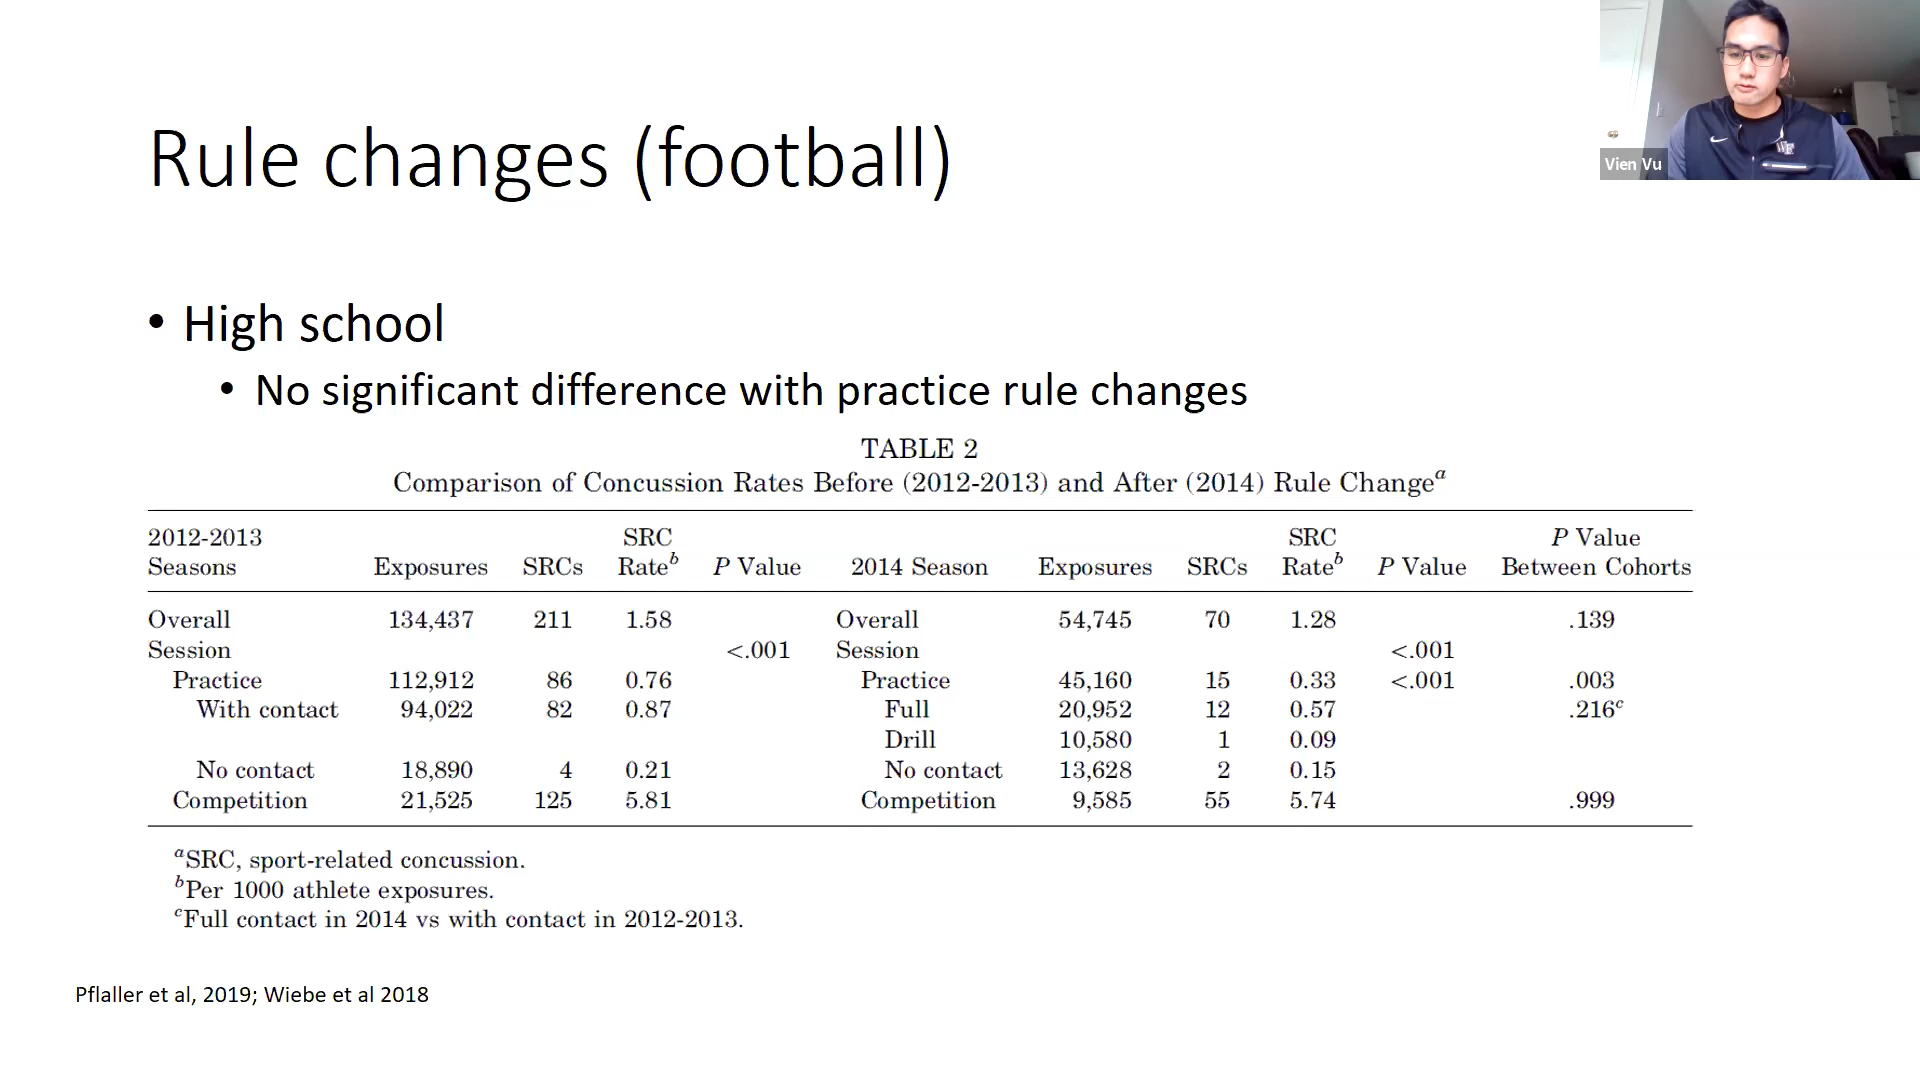 Rule changes (football)
Vien Vu
• High school
• No significant difference with practice rule changes
TABLE 2
Comparison of Concussion Rates Before (2012-2013) and After (2014) Rule Changeᵃ
2012-2013 SRC SRC P Value
Seasons Exposures SRCs Rateᵇ P Value 2014 Season Exposures SRCs Rateᵇ P Value Between Cohorts
Overall 134,437 211 1.58 Overall 54,745 70 1.28 .139
Session <.001 Session <.001
Practice 112,912 86 0.76 Practice 45,160 15 0.33 <.001 .003
With contact 94,022 82 0.87 Full 20,952 12 0.57 .216ᶜ
Drill 10,580 1 0.09
No contact 18,890 4 0.21 No contact 13,628 2 0.15
Competition 21,525 125 5.81 Competition 9,585 55 5.74 .999
ᵃSRC, sport-related concussion.
ᵇPer 1000 athlete exposures.
ᶜFull contact in 2014 vs with contact in 2012-2013.
Pflaller et al, 2019; Wiebe et al 2018
WF